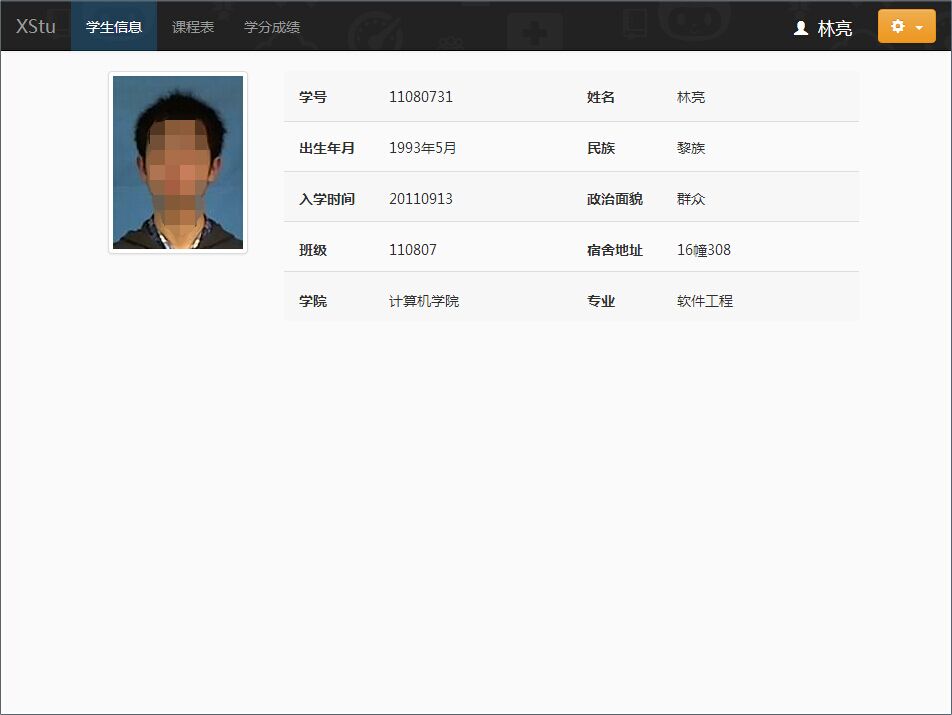 XStu 学生信息 课程表 学分成绩 林亮
学号 11080731 姓名 林亮
出生年月 1993年5月 民族 黎族
入学时间 20110913 政治面貌 群众
班级 110807 宿舍地址 16幢308
学院 计算机学院 专业 软件工程